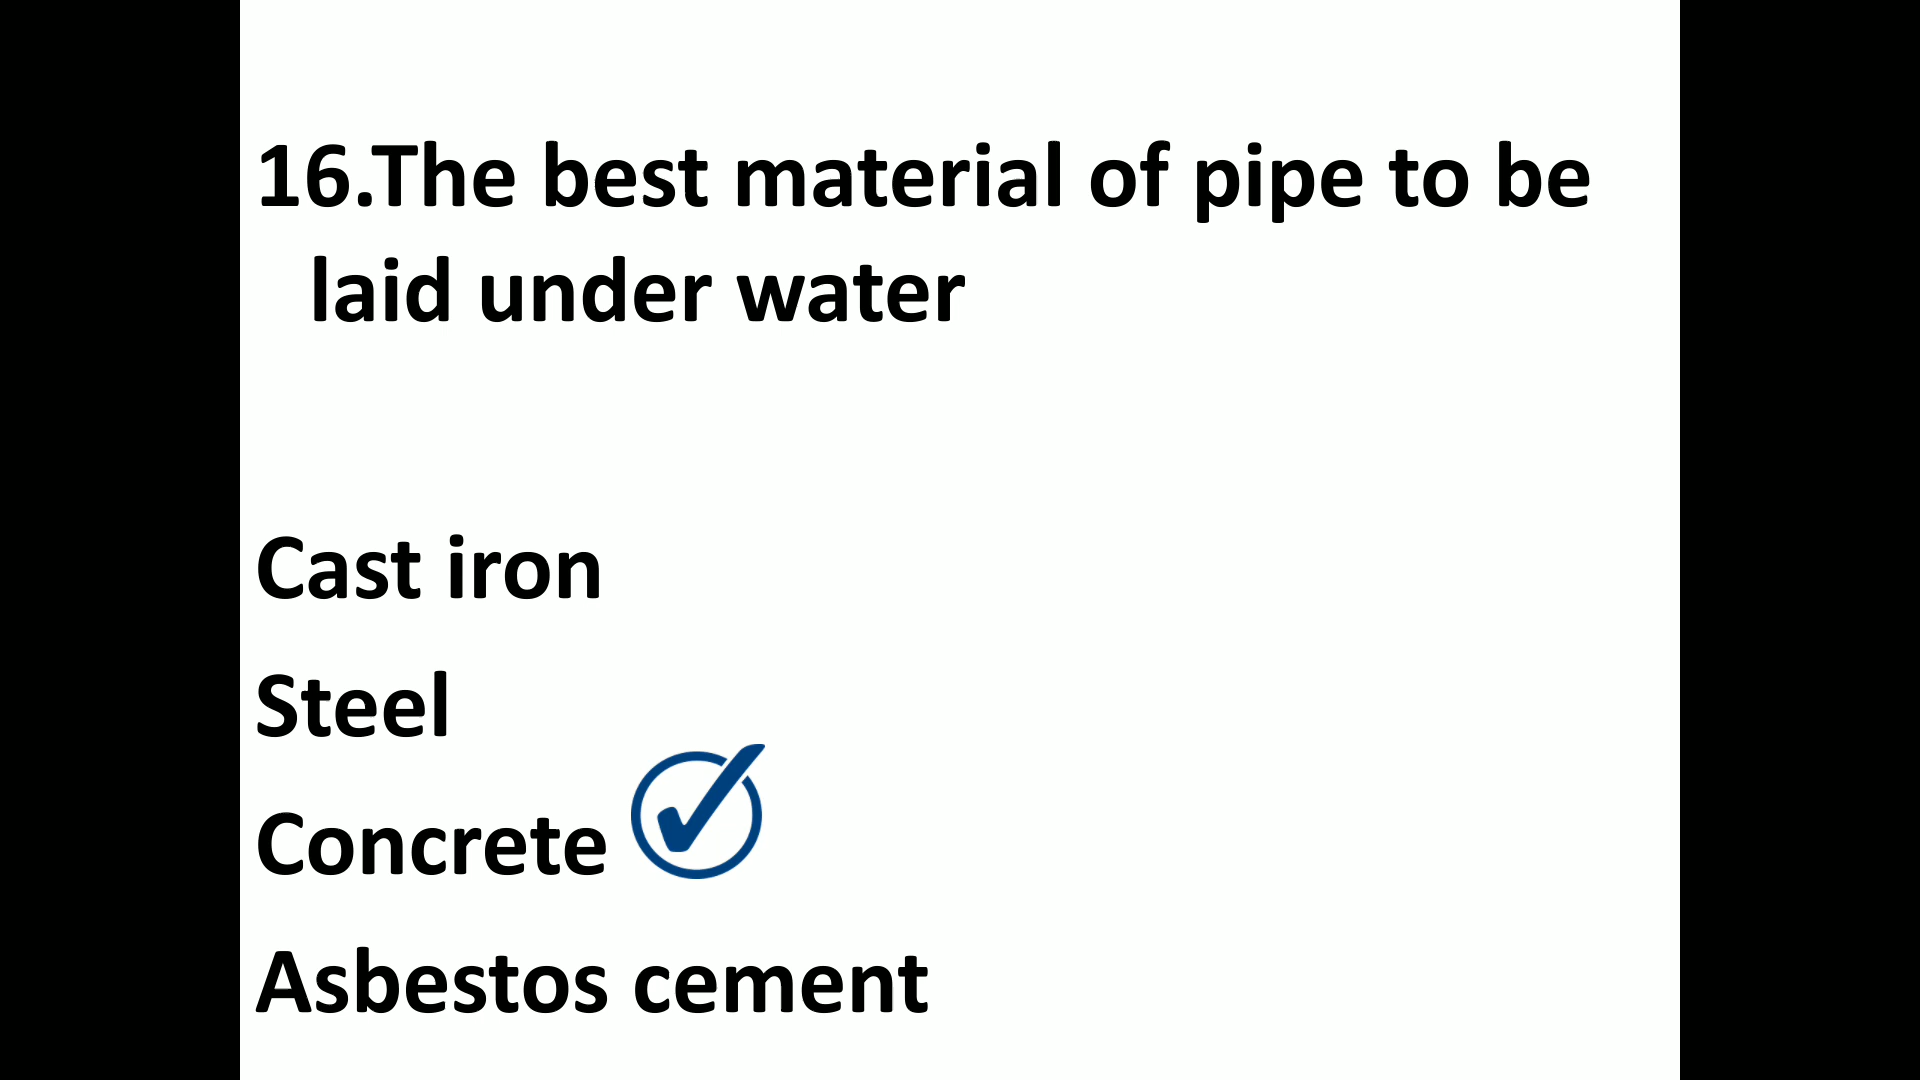 16.The best material of pipe to be
laid under water
Cast iron
Steel
Concrete
Asbestos cement